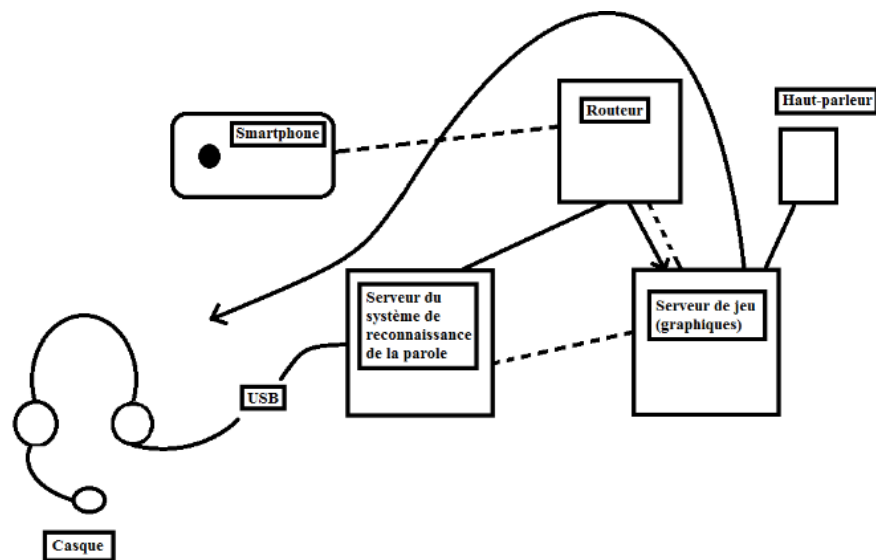 Haut-parleur
Routeur
Smartphone
Serveur du
système de
reconnaissance
de la parole
Serveur de jeu
(graphiques)
USB
Casque